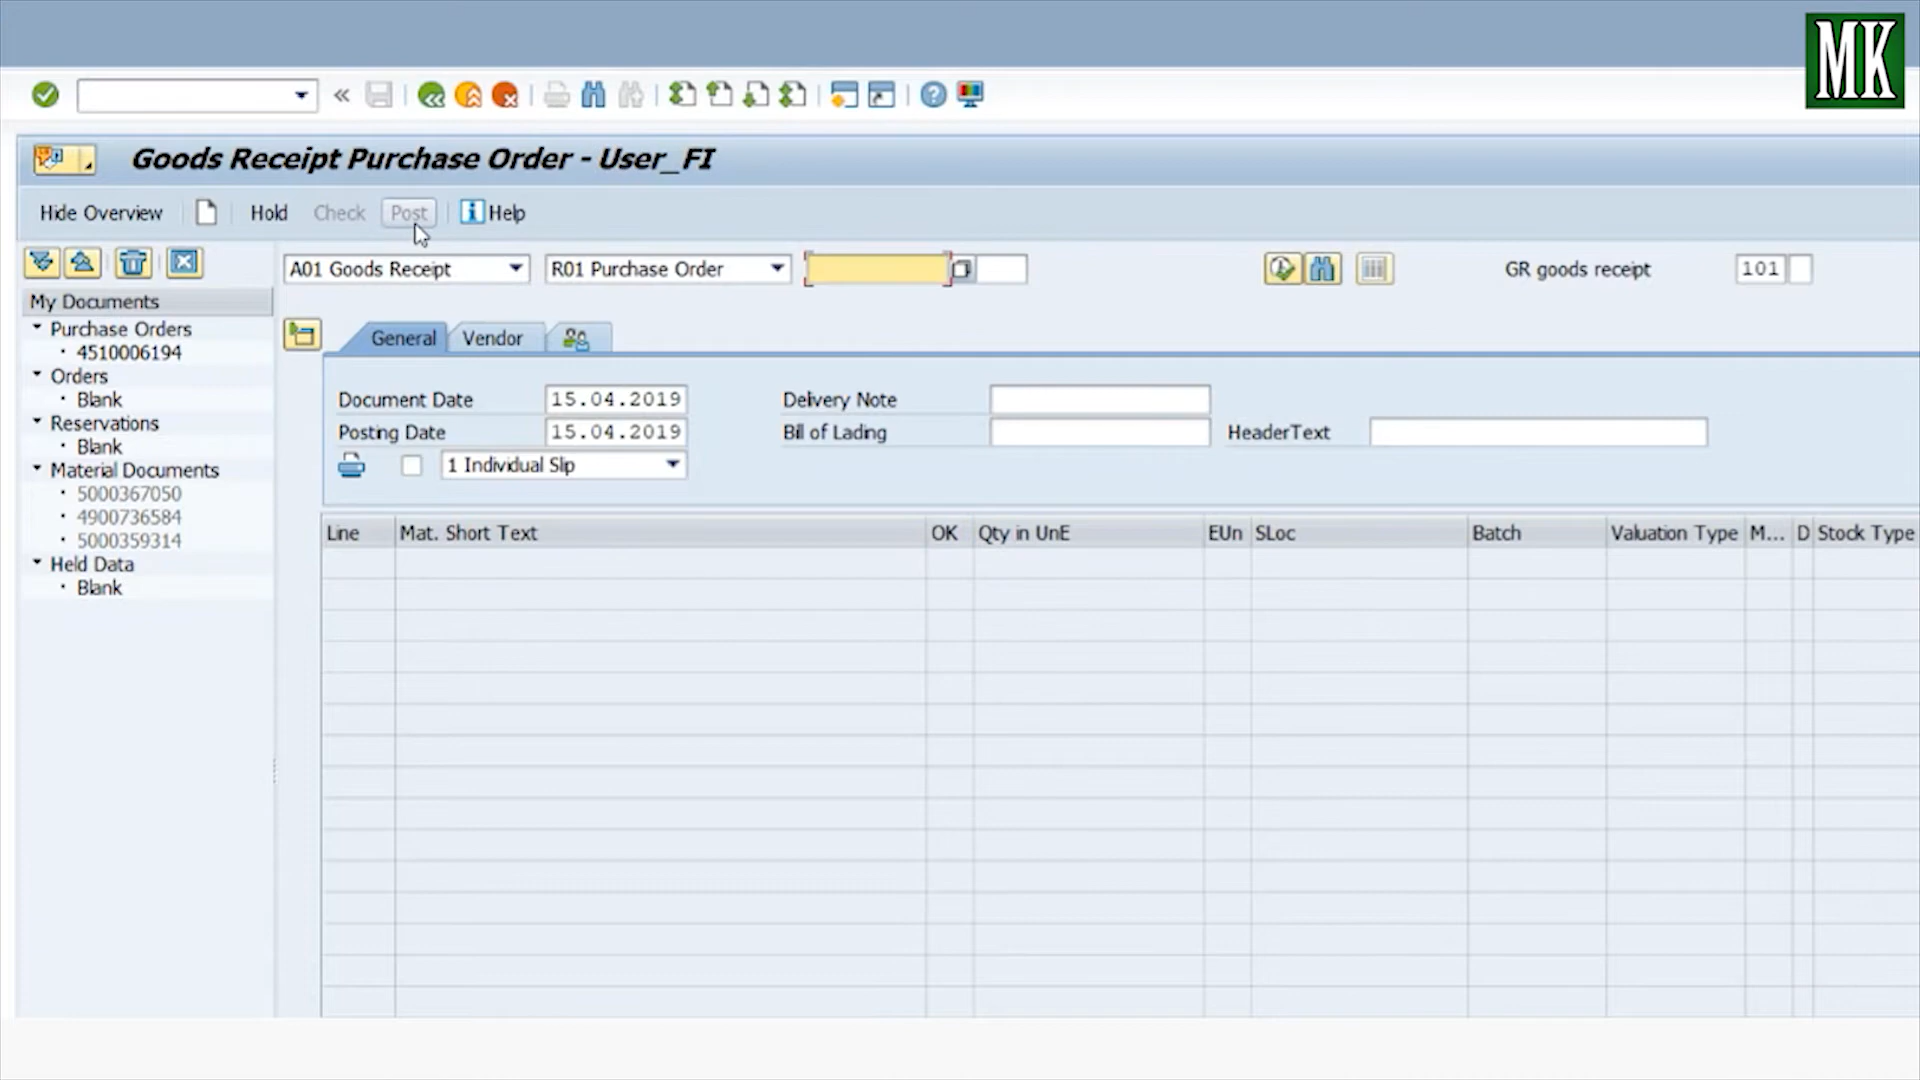 MK
Goods Receipt Purchase Order - User_FI
Hide Overview Hold Check Post Help
A01 Goods Receipt R01 Purchase Order GR goods receipt 101
My Documents
Purchase Orders
4510006194
Orders
Blank
Reservations
Blank
Material Documents
5000367050
4900736584
5000359314
Held Data
Blank
General Vendor
Document Date 15.04.2019 Delivery Note
Posting Date 15.04.2019 Bill of Lading HeaderText
1 Individual Slip
Line Mat. Short Text OK Qty in UnE EUn SLoc Batch Valuation Type M... D Stock Type